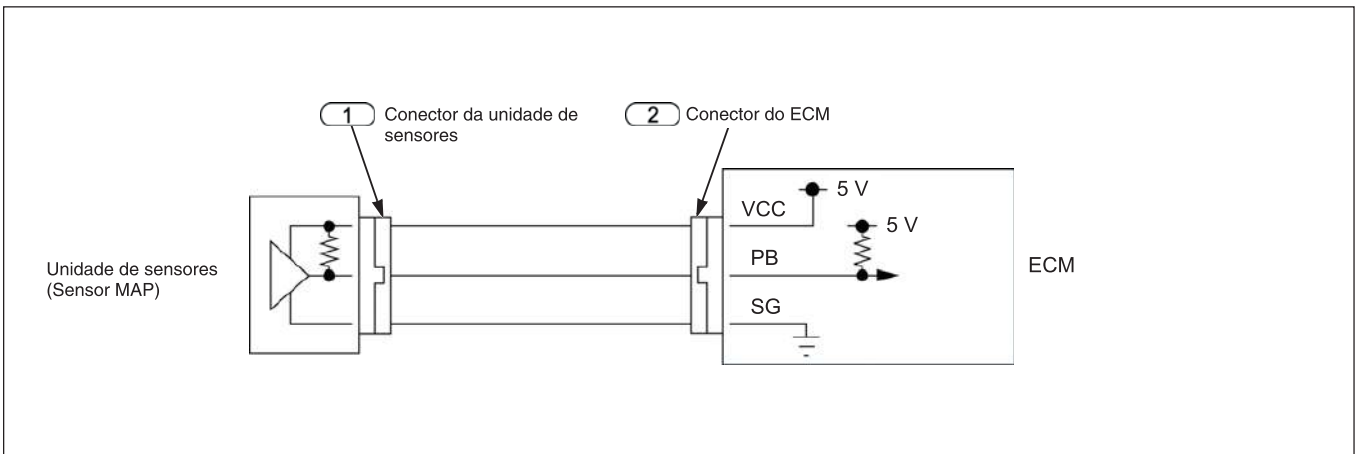 1 Conector da unidade de
sensores
2 Conector do ECM
5 V
VCC
5 V
PB
Unidade de sensores
(Sensor MAP)
ECM
SG